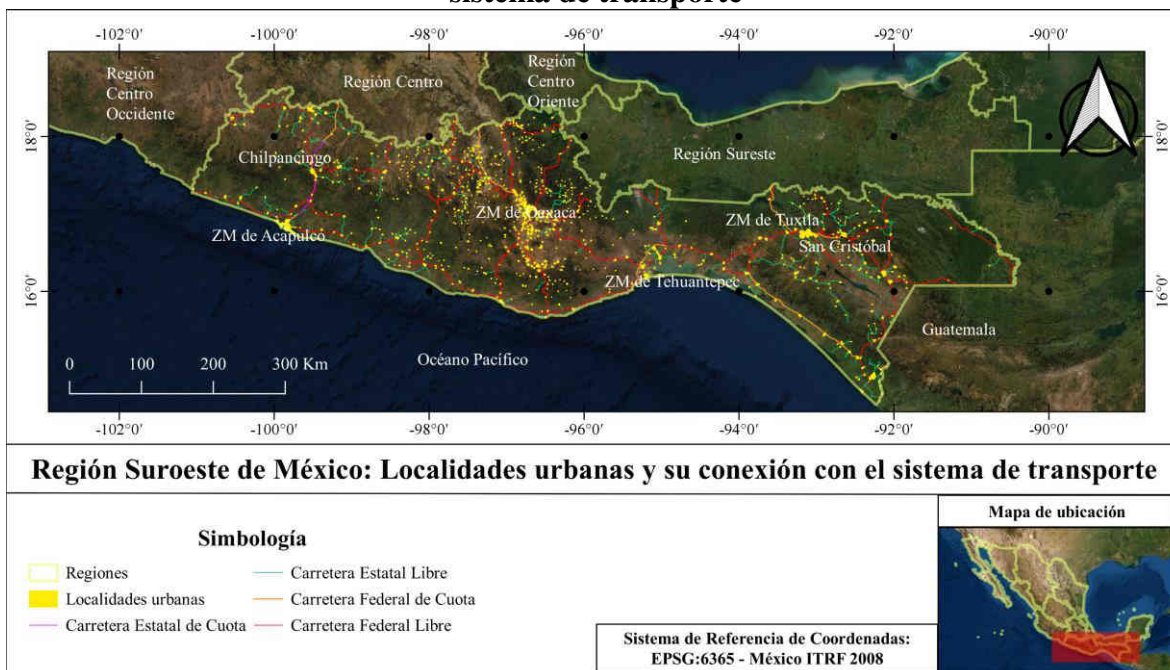 sistema de transporte
-102°0′ -100°0′ -98°0′ -96°0′ -94°0′ -92°0′ -90°0′
Región
Centro
Occidente
Región Centro
Región
Centro
Oriente
18°0′
18°0′
Región Sureste
Chilpancingo
ZM de Oaxaca
ZM de Tuxtla
ZM de Acapulco
San Cristóbal
16°0′
16°0′
ZM de Tehuantepec
Guatemala
Océano Pacífico
0 100 200 300 Km
-102°0′ -100°0′ -98°0′ -96°0′ -94°0′ -92°0′ -90°0′
Región Suroeste de México: Localidades urbanas y su conexión con el sistema de transporte
Simbología
Regiones
Localidades urbanas
Carretera Estatal de Cuota
Carretera Estatal Libre
Carretera Federal de Cuota
Carretera Federal Libre
Mapa de ubicación
Sistema de Referencia de Coordenadas:
EPSG:6365 - México ITRF 2008